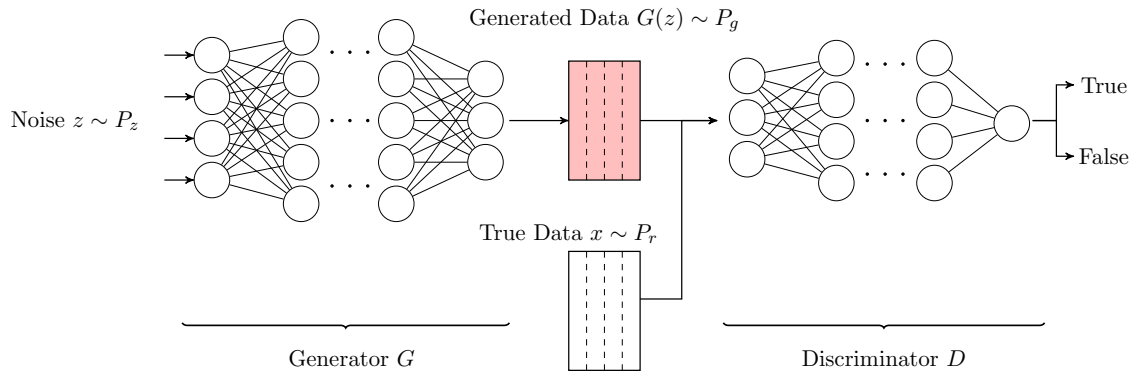 Generated Data G(z) ∼ P_g
True
Noise z ∼ P_z
False
True Data x ∼ P_r
Generator G
Discriminator D